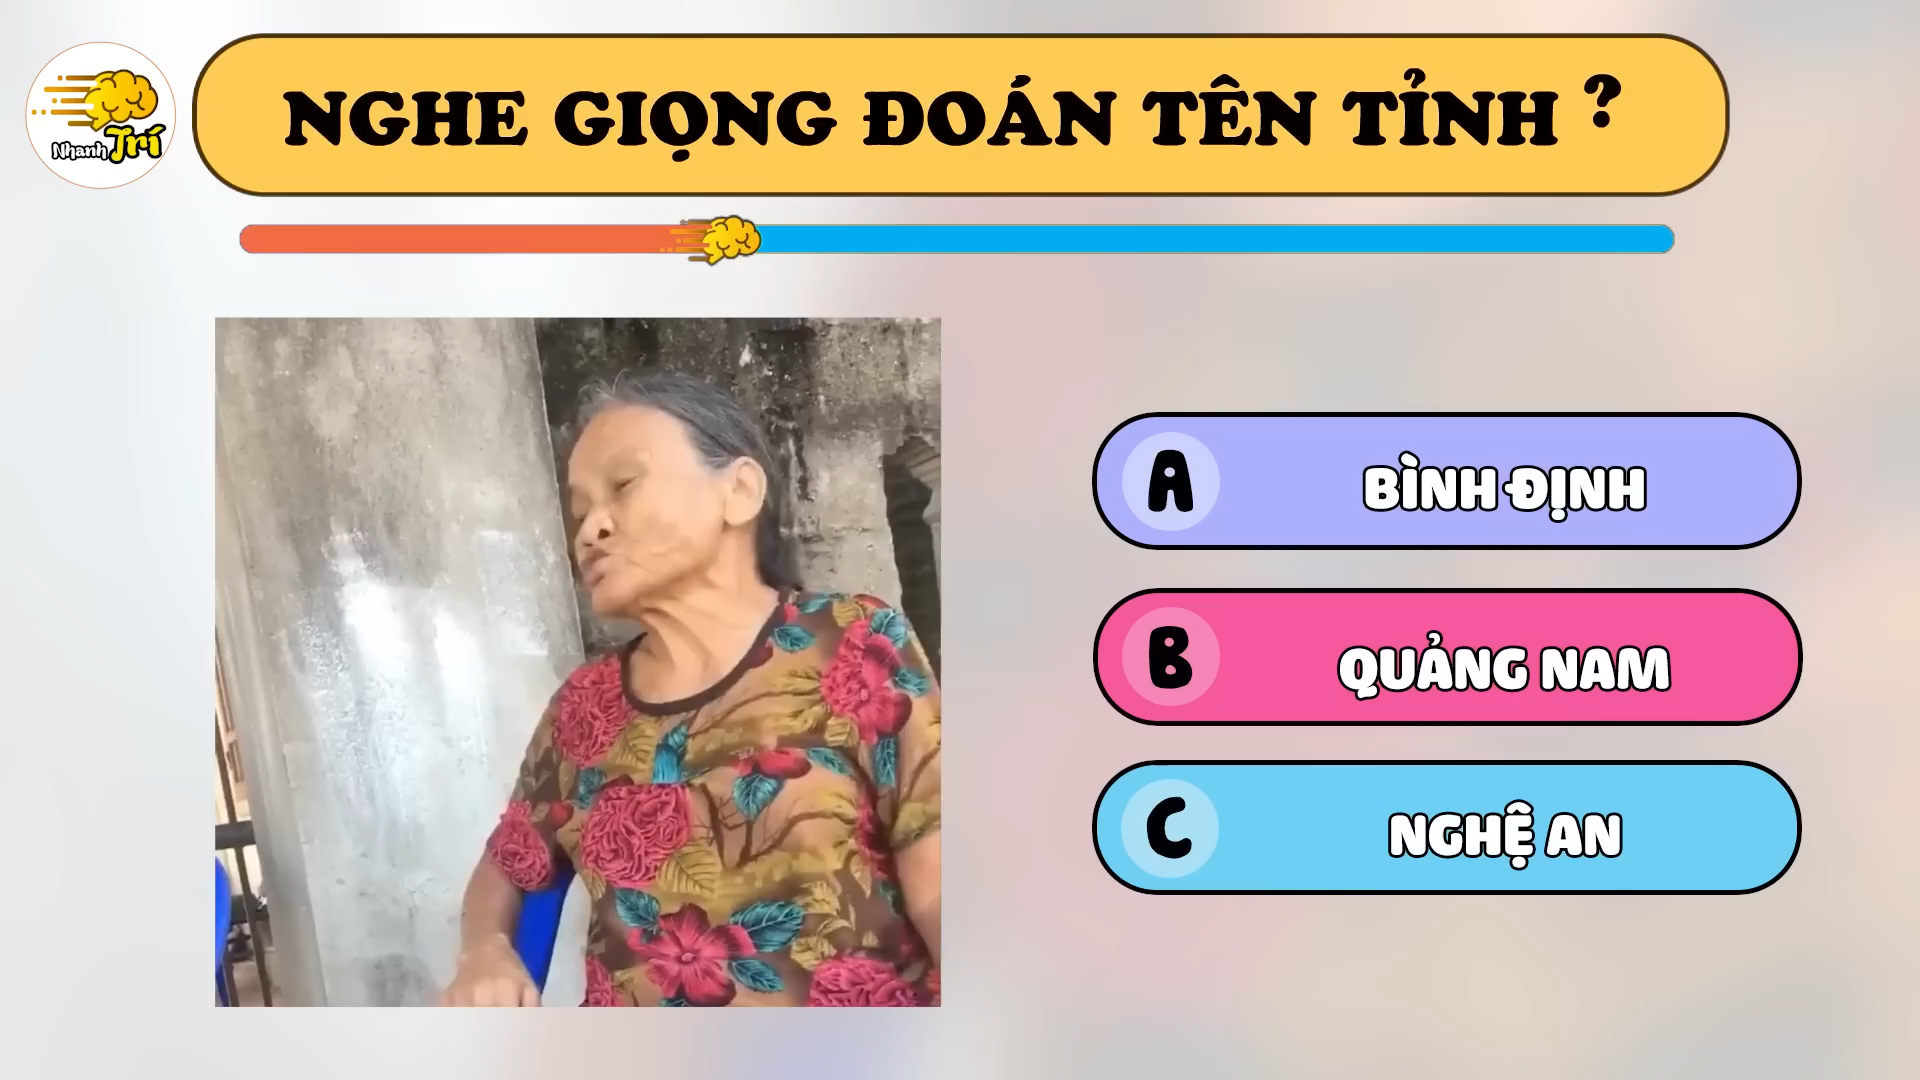 Nhanh Trí
NGHE GIỌNG ĐOÁN TÊN TỈNH ?
A BÌNH ĐỊNH
B QUẢNG NAM
C NGHỆ AN